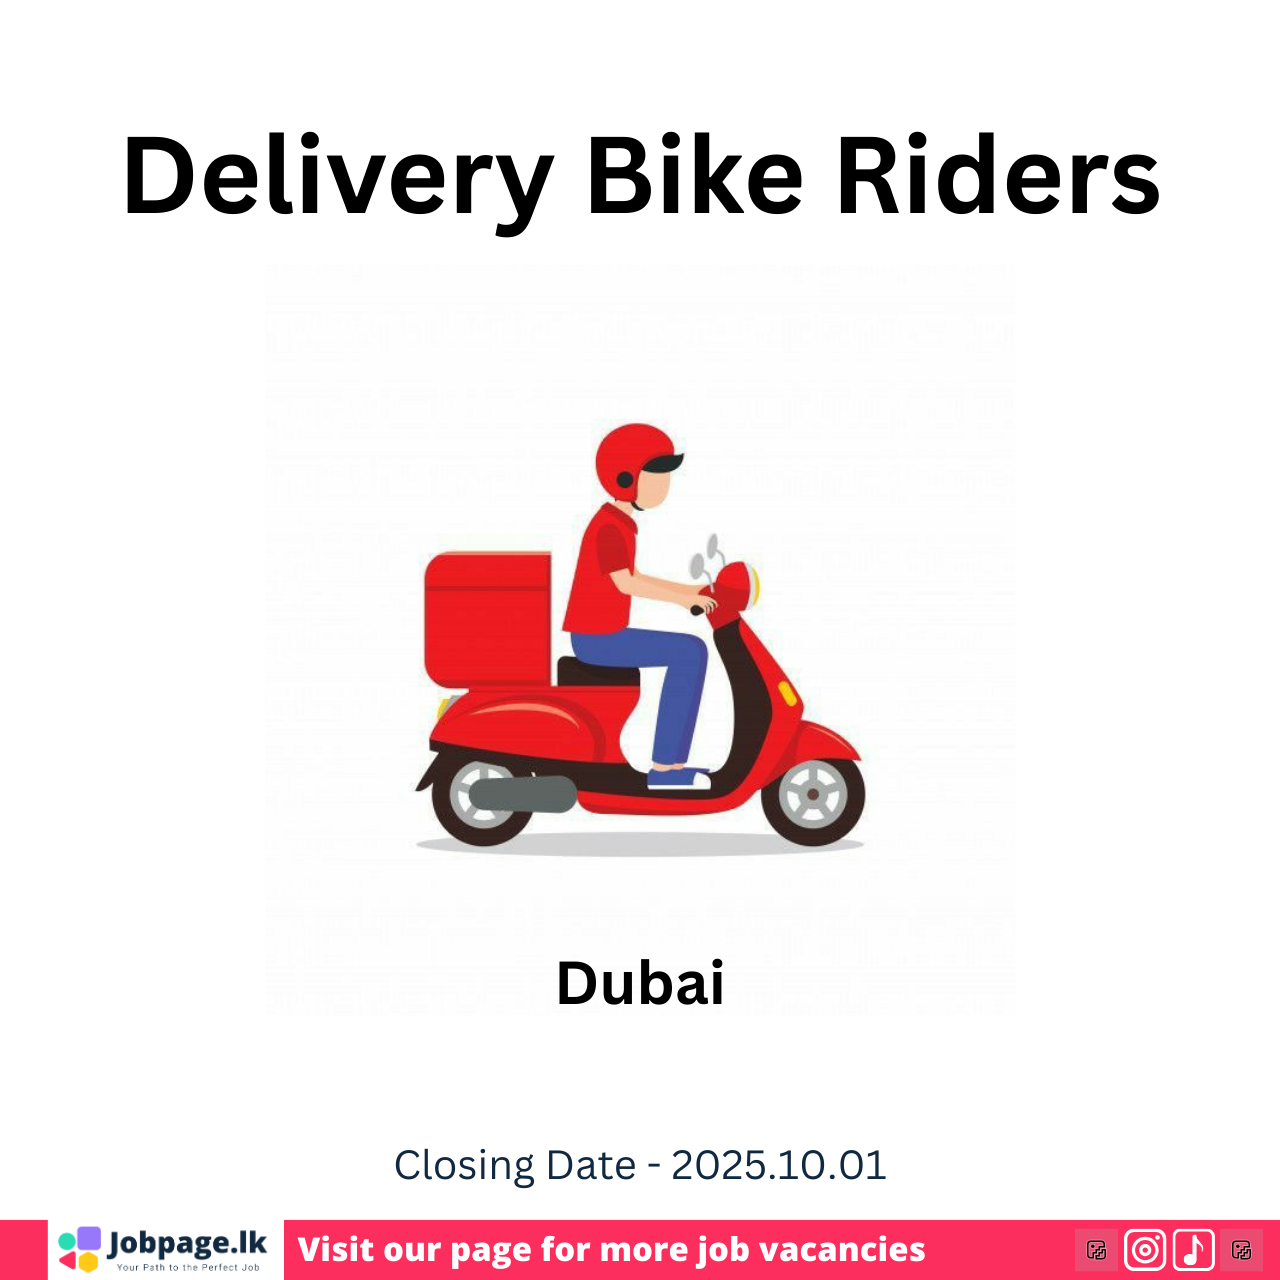 Delivery Bike Riders
Dubai
Closing Date - 2025.10.01
Jobpage.lk
Your Path to the Perfect Job
Visit our page for more job vacancies